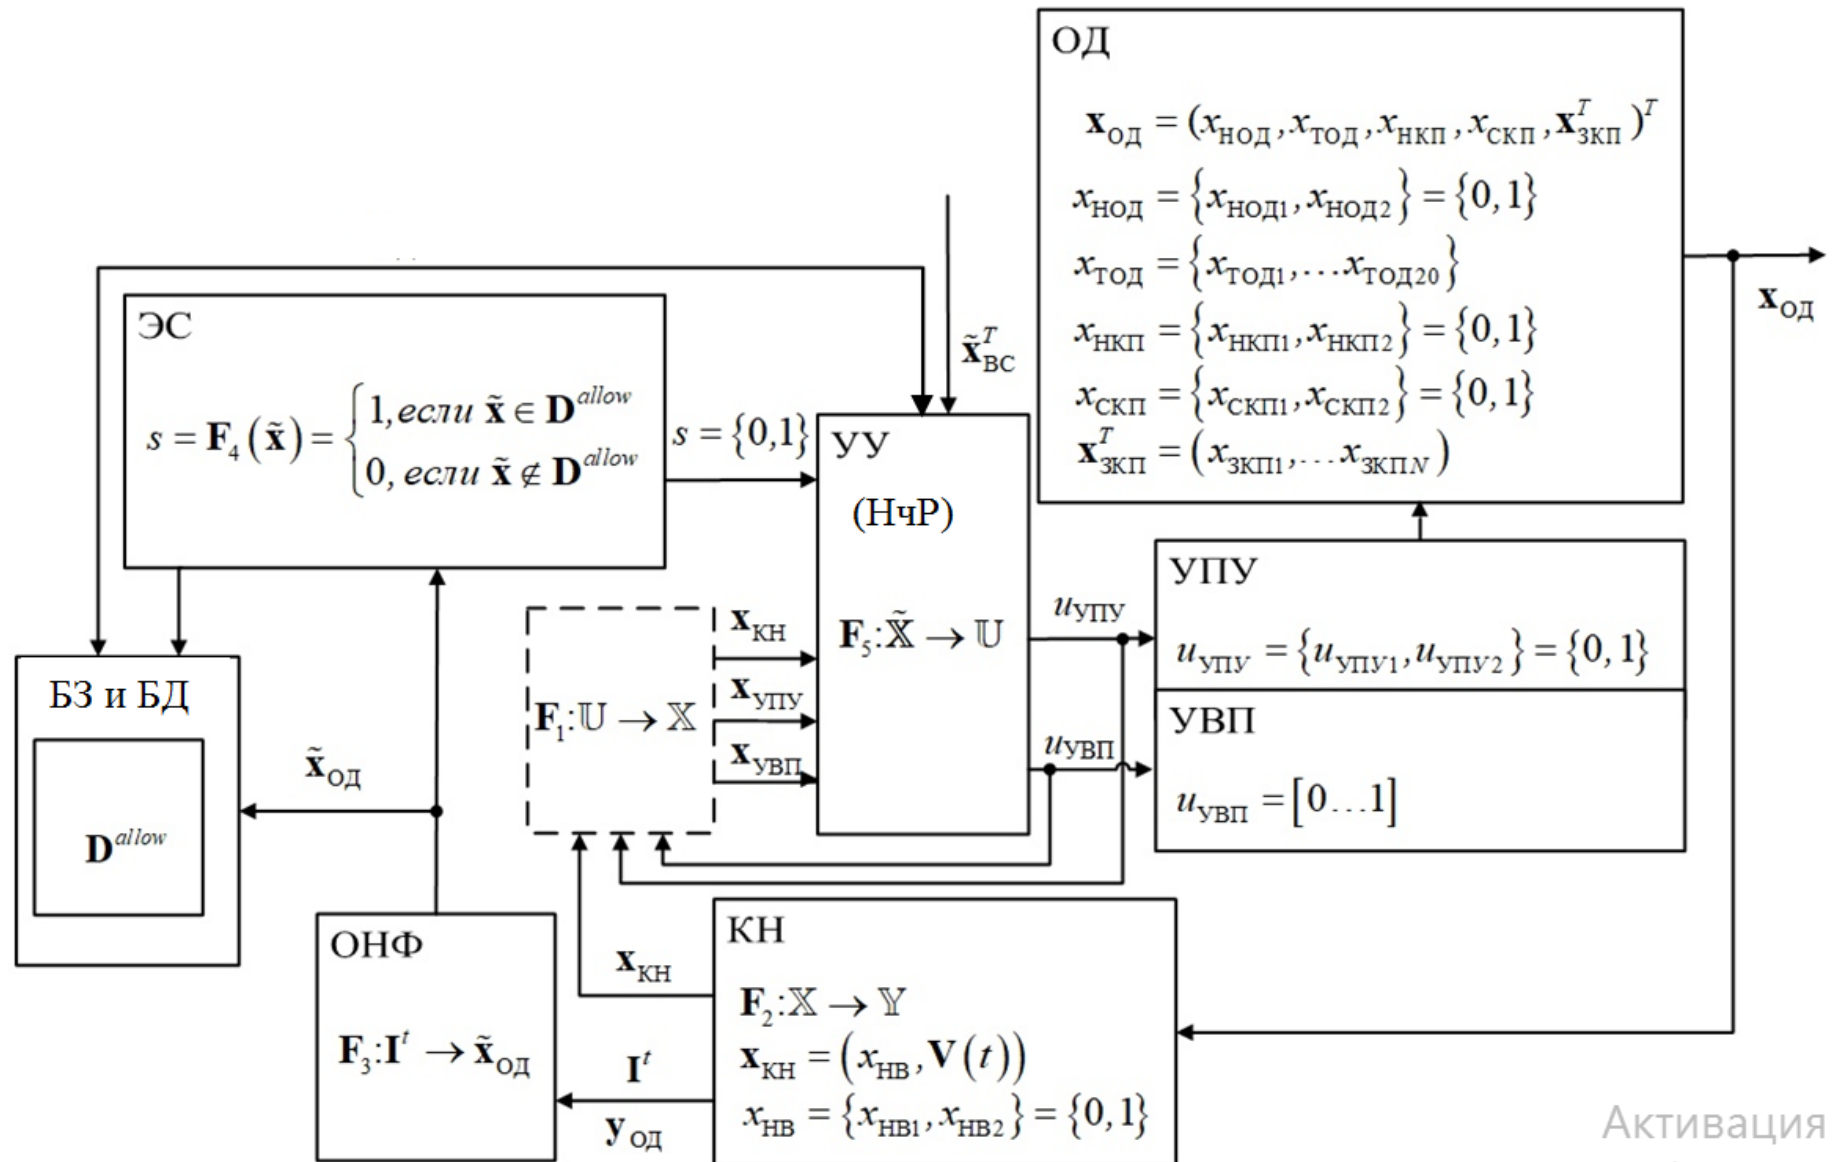 ОД
x_ОД = (x_НОД, x_ТОД, x_НКП, x_СКП, x^T_ЗКП)^T
x_НОД = {x_НОД1, x_НОД2} = {0,1}
x_ТОД = {x_ТОД1,...x_ТОД20}
x_НКП = {x_НКП1, x_НКП2} = {0,1}
x_СКП = {x_СКП1, x_СКП2} = {0,1}
x^T_ЗКП = (x_ЗКП1,...x_ЗКПN)
x_ОД
x̃^T_ВС
ЭС
s = F_4(x̃) = {1, если x̃ ∈ D^allow
0, если x̃ ∉ D^allow
s = {0,1}
УУ
(НчР)
F_5: X̃ → U
u_УПУ
u_УВП
УПУ
u_УПУ = {u_УПУ1, u_УПУ2} = {0,1}
УВП
u_УВП = [0...1]
F_1: U → X
x_КН
x_УПУ
x_УВП
БЗ и БД
D^allow
x̃_ОД
ОНФ
F_3: I^t → x̃_ОД
x_КН
I^t
y_ОД
КН
F_2: X → Y
x_КН = (x_НВ, V(t))
x_НВ = {x_НВ1, x_НВ2} = {0,1}
Активация